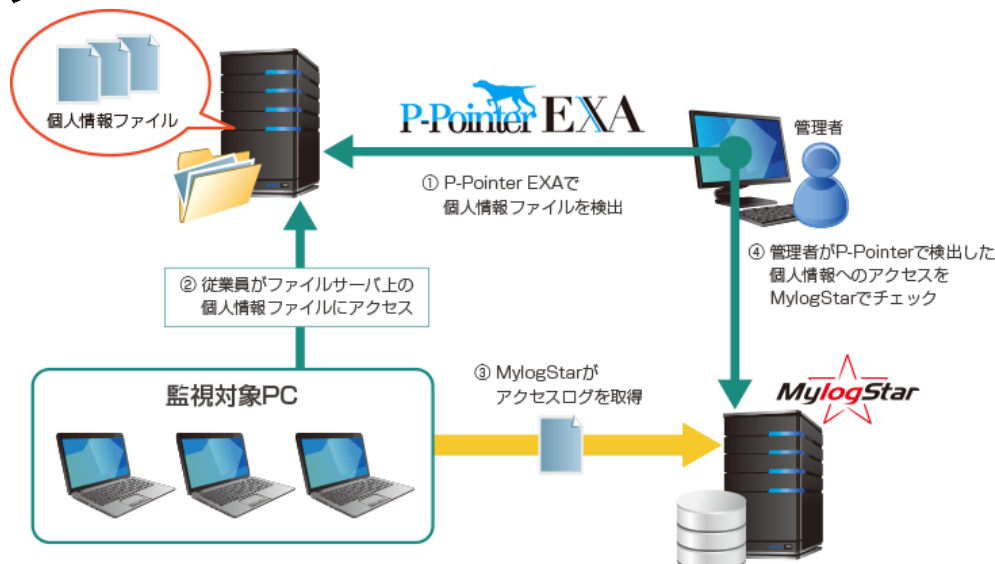 個人情報ファイル
P-Pointer EXA
管理者
① P-Pointer EXAで
個人情報ファイルを検出
② 従業員がファイルサーバ上の
個人情報ファイルにアクセス
④ 管理者がP-Pointerで検出した
個人情報へのアクセスを
MylogStarでチェック
監視対象PC
③ MylogStarが
アクセスログを取得
MylogStar